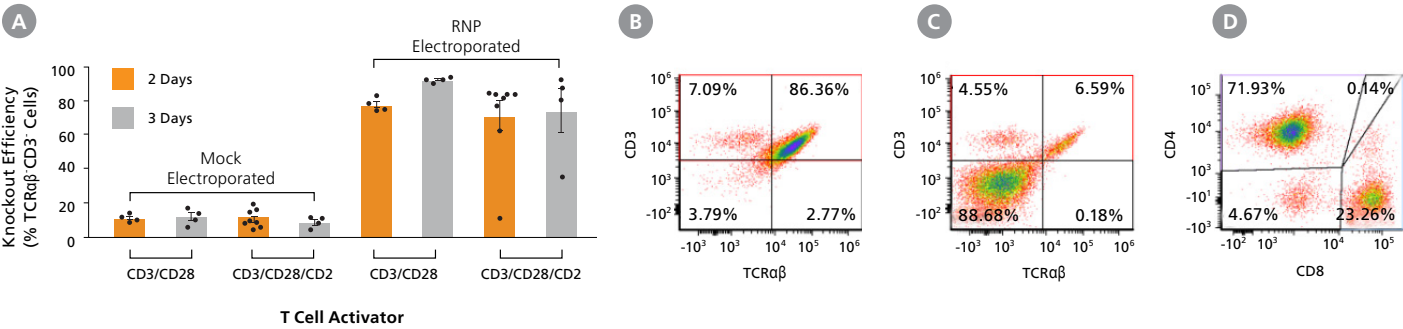 A
Knockout Efficiency
(% TCRαβ-CD3- Cells)
100
80
60
40
20
0
2 Days
3 Days
Mock
Electroporated
RNP
Electroporated
CD3/CD28
CD3/CD28/CD2
CD3/CD28
CD3/CD28/CD2
T Cell Activator
B
CD3
10⁶
10⁵
10⁴
10³
-10²
7.09%
86.36%
3.79%
2.77%
-10³ 10³ 10⁴ 10⁵ 10⁶
TCRαβ
C
CD3
10⁶
10⁵
10⁴
10³
-10²
4.55%
6.59%
88.68%
0.18%
-10³ 10³ 10⁴ 10⁵ 10⁶
TCRαβ
D
CD4
10⁵
10⁴
10³
-10¹
-10³
71.93%
0.14%
4.67%
23.26%
-10² 10³ 10⁴ 10⁵
CD8